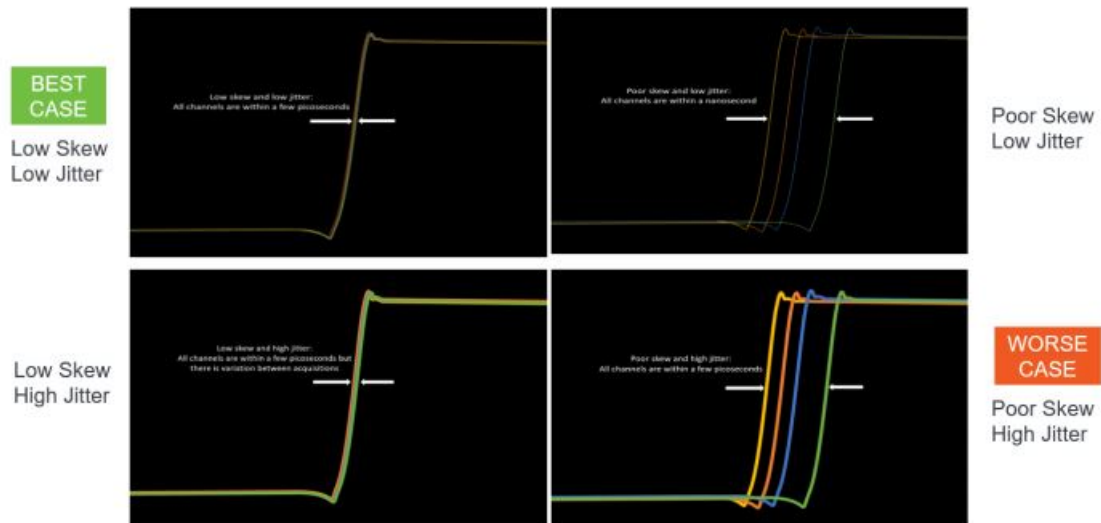 BEST
CASE
Low Skew
Low Jitter
Low skew and low jitter:
All channels are within a few picoseconds
Poor skew and low jitter:
All channels are within a nanosecond
Poor Skew
Low Jitter
Low Skew
High Jitter
Low skew and high jitter:
All channels are within a few picoseconds but
there is variation between acquisitions
Poor skew and high jitter:
All channels are within a few picoseconds
WORSE
CASE
Poor Skew
High Jitter